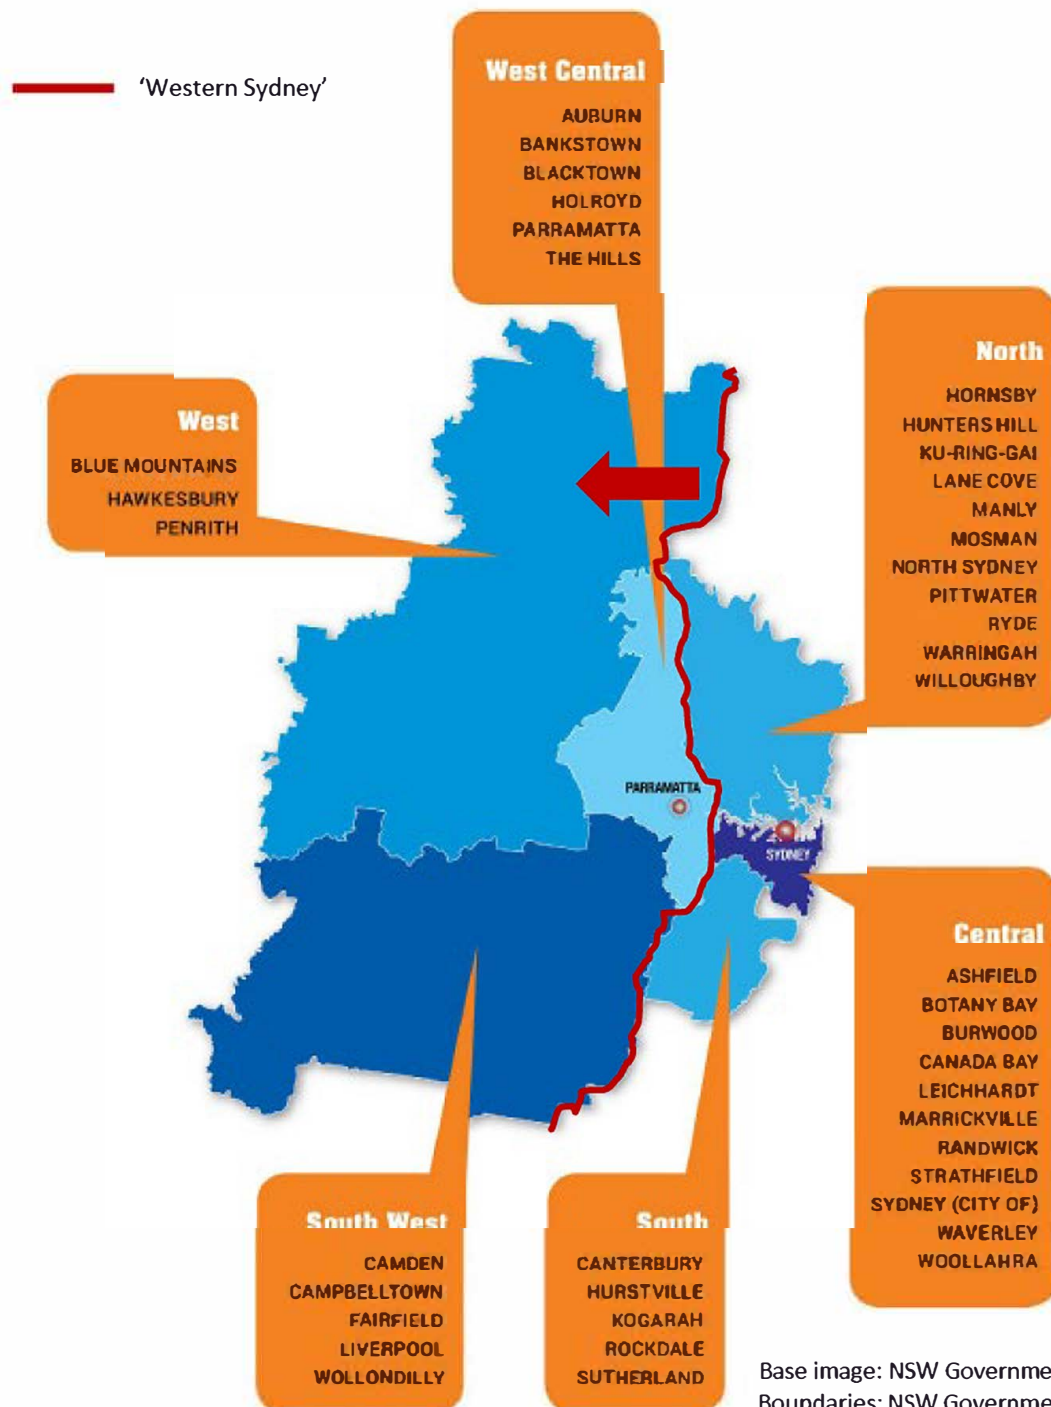 ‘Western Sydney’
West Central
AUBURN
BANKSTOWN
BLACKTOWN
HOLROYD
PARRAMATTA
THE HILLS
North
HORNSBY
HUNTERS HILL
KU-RING-GAI
LANE COVE
MANLY
MOSMAN
NORTH SYDNEY
PITTWATER
RYDE
WARRINGAH
WILLOUGHBY
West
BLUE MOUNTAINS
HAWKESBURY
PENRITH
PARRAMATTA
SYDNEY
Central
ASHFIELD
BOTANY BAY
BURWOOD
CANADA BAY
LEICHHARDT
MARRICKVILLE
RANDWICK
STRATHFIELD
SYDNEY (CITY OF)
WAVERLEY
WOOLLAHRA
South West
CAMDEN
CAMPBELLTOWN
FAIRFIELD
LIVERPOOL
WOLLONDILLY
South
CANTERBURY
HURSTVILLE
KOGARAH
ROCKDALE
SUTHERLAND
Base image: NSW Governme
Boundaries: NSW Governme